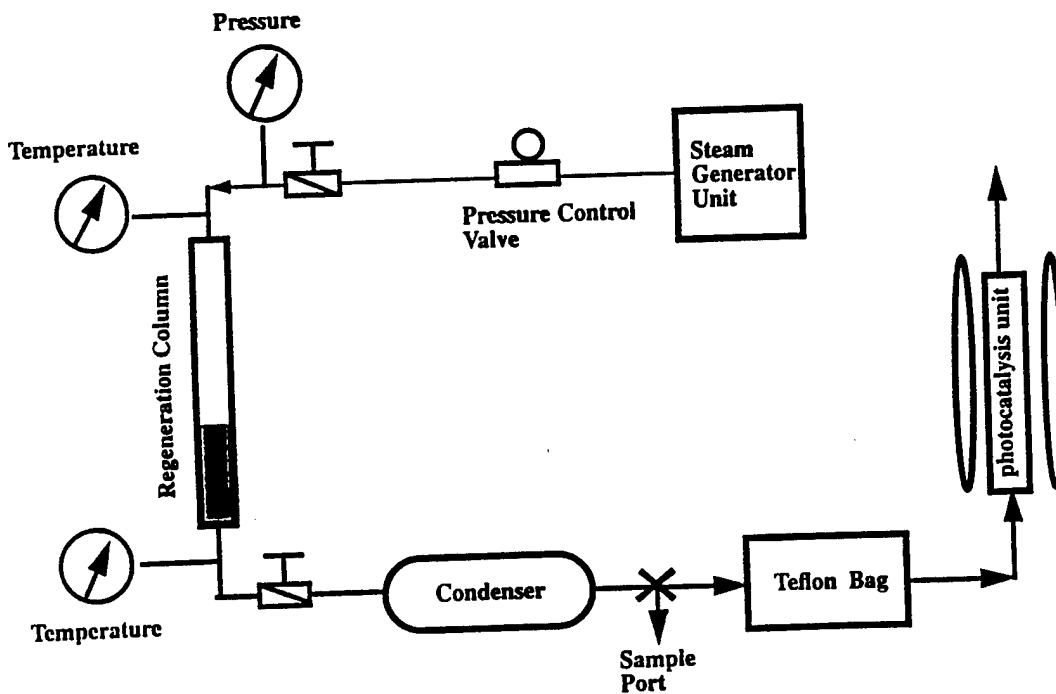 Pressure
Temperature
Steam
Generator
Unit
Pressure Control
Valve
Regeneration Column
photocatalysis unit
Temperature
Condenser
Teflon Bag
Sample
Port